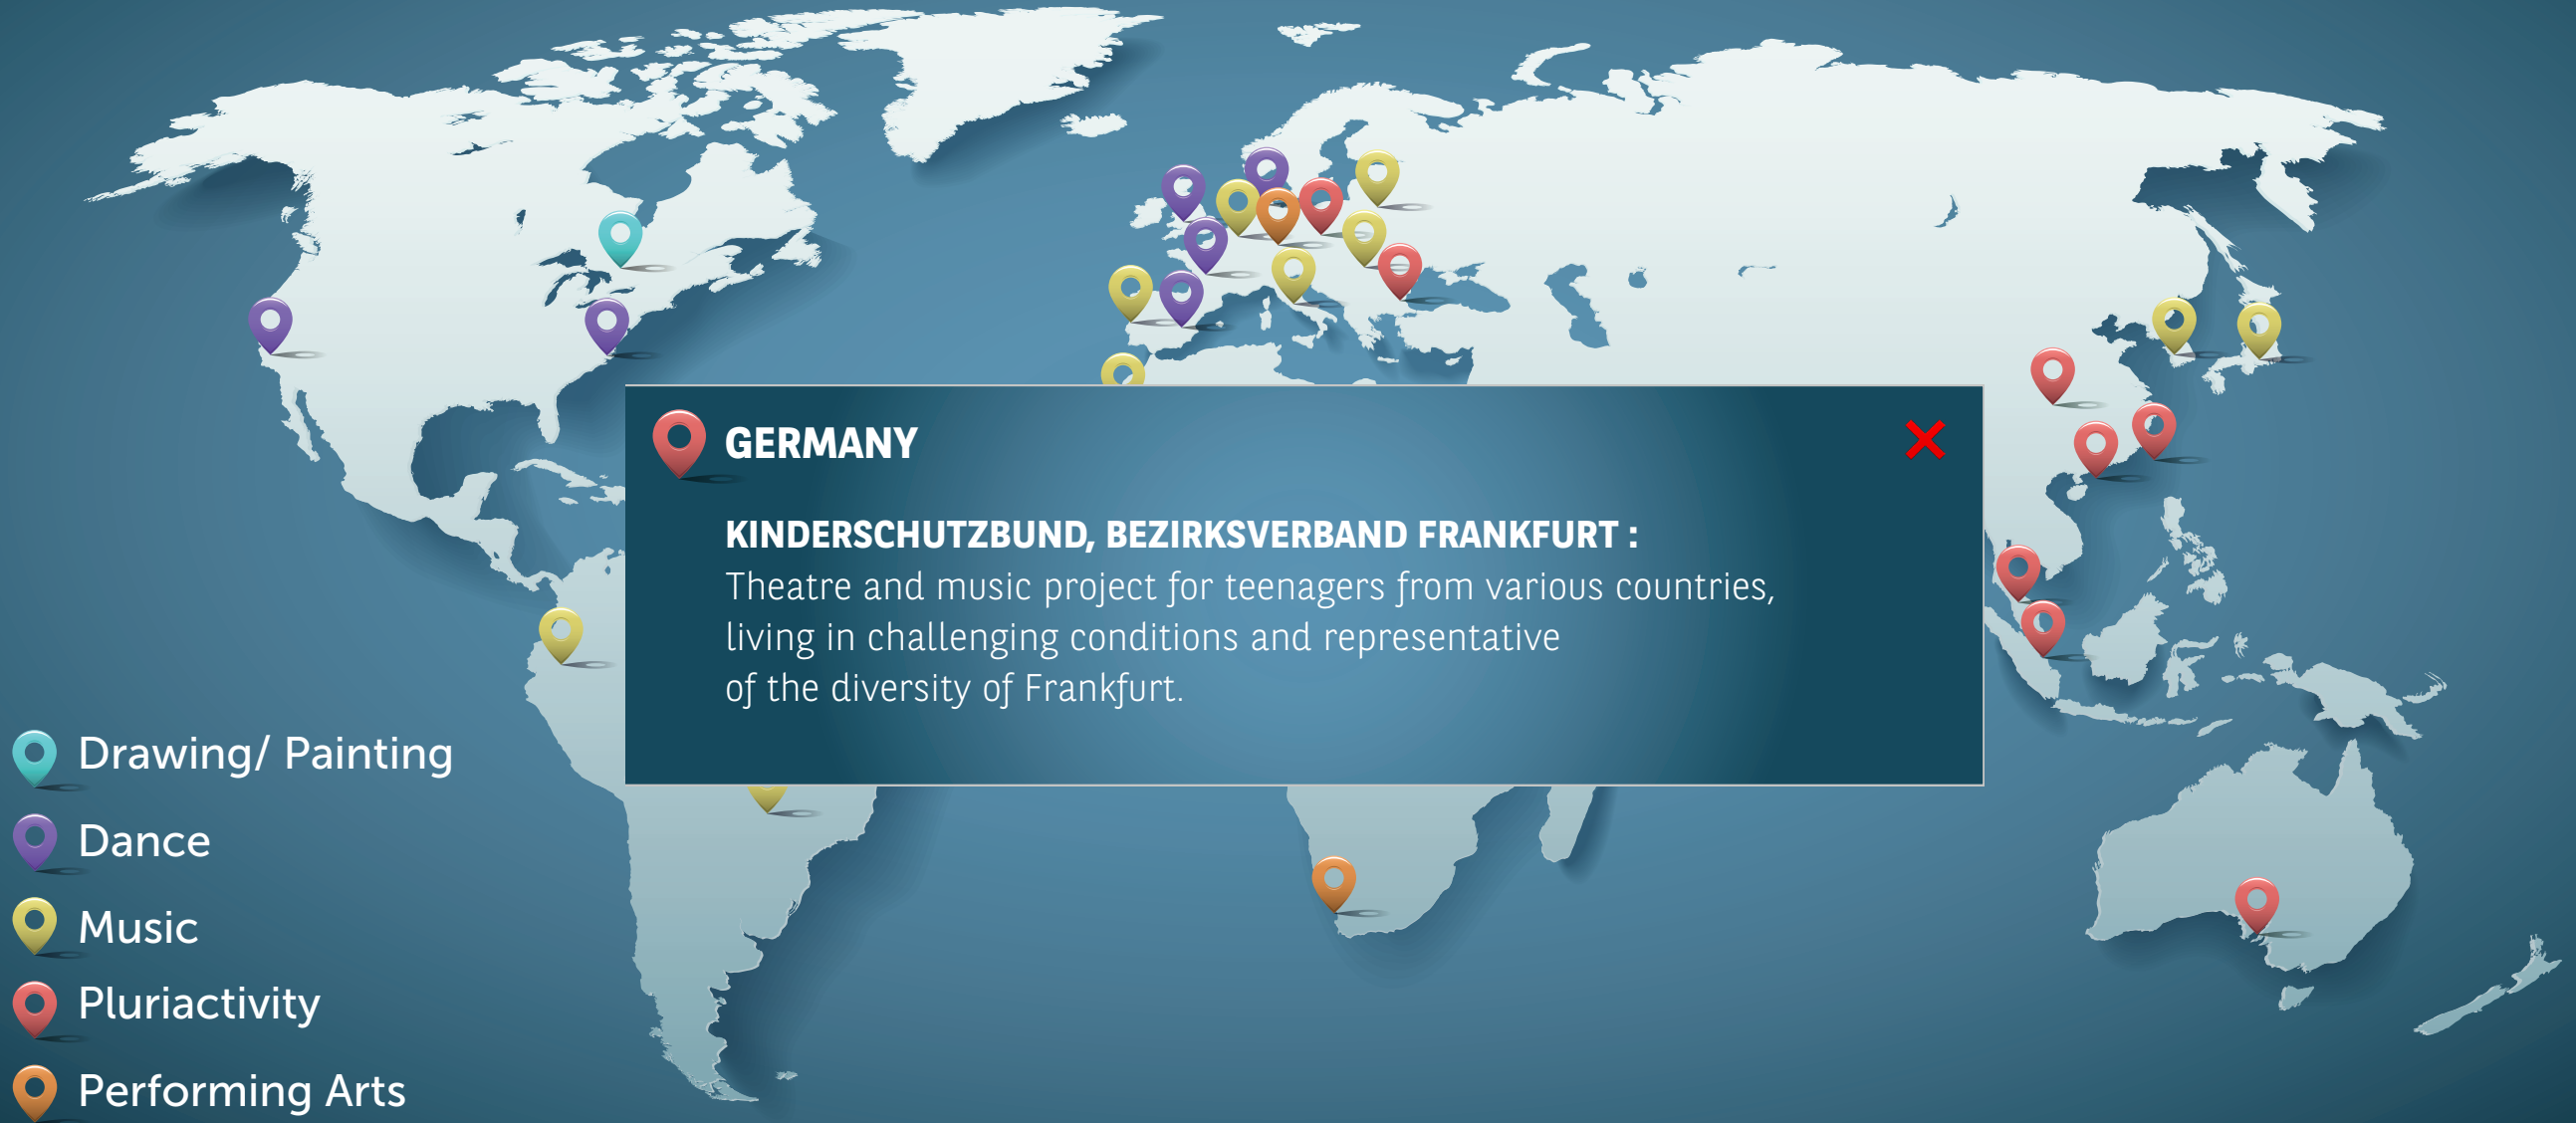 GERMANY
KINDERSCHUTZBUND, BEZIRKSVERBAND FRANKFURT :
Theatre and music project for teenagers from various countries,
living in challenging conditions and representative
of the diversity of Frankfurt.
Drawing/ Painting
Dance
Music
Pluriactivity
Performing Arts